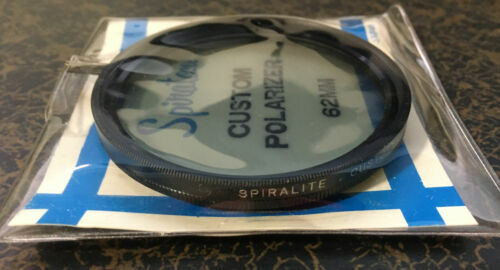 Spiralite
CUSTOM
POLARIZER
62MM
SPIRALITE